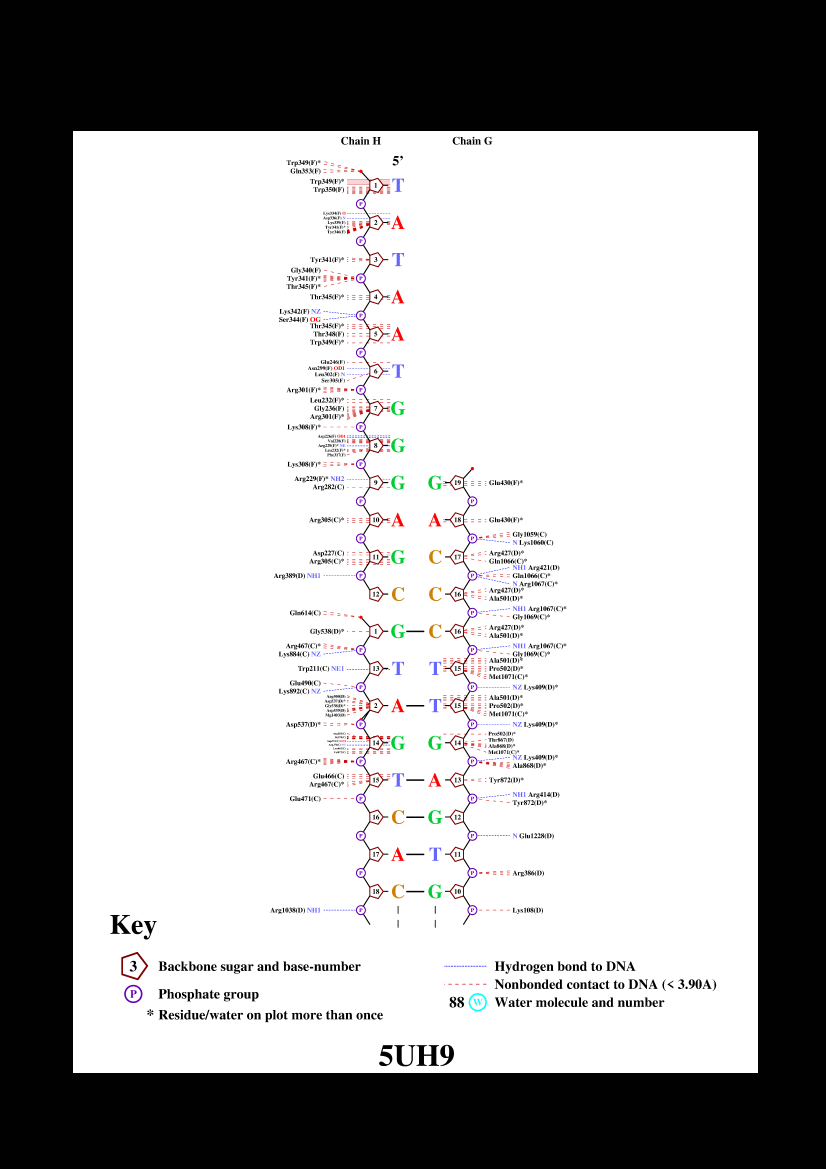 Chain H Chain G
5'
Trp349(F)*
Gln353(F)
Trp349(F)*
Trp350(F)
1 T
P
Lys334(F) O
Arg336(F) N
Lys339(F)
Tyr341(F)*
Tyr346(F)
2 A
P
Tyr341(F)* 3 T
Gly340(F)
Tyr341(F)*
Thr345(F)*
P
Thr345(F)* 4 A
Lys342(F) NZ
Ser344(F) OG
P
Thr345(F)*
Thr348(F)
Trp349(F)*
5 A
P
Glu246(F)
Asn299(F) OD1
Leu302(F) N
Ser303(F)
6 T
Arg301(F)* P
Leu232(F)*
Gly236(F)
Arg301(F)*
7 G
Lys308(F)* P
8 G
Lys308(F)* P
Arg229(F)* NH2
Arg282(C)
9 G G 19 Glu430(F)*
P P
Arg305(C)* 10 A A 18 Glu430(F)*
P P Gly1059(C)
N Lys1060(C)
Asp227(C)
Arg305(C)*
11 G C 17 Arg427(D)*
Gln1066(C)*
Arg389(D) NH1 P P NH1 Arg421(D)
Gln1066(C)*
N Arg1067(C)*
12 C C 16 Arg427(D)*
Ala501(D)*
P NH1 Arg1067(C)*
Gly1069(C)*
Gln614(C)
Gly538(D)* 1 G C 16 Arg427(D)*
Ala501(D)*
Arg467(C)*
Lys884(C) NZ
P P NH1 Arg1067(C)*
Gly1069(C)*
Trp211(C) NE1 13 T T 15 Ala501(D)*
Pro502(D)*
Met1071(C)*
Glu490(C)
Lys892(C) NZ
P P NZ Lys409(D)*
2 A T 15 Ala501(D)*
Pro502(D)*
Met1071(C)*
Asp537(D)* P P NZ Lys409(D)*
14 G G 14 Pro502(D)*
Thr867(D)
Ala868(D)*
Met1071(C)*
Arg467(C)* P P NZ Lys409(D)*
Ala868(D)*
Glu466(C)
Arg467(C)*
15 T A 13 Tyr872(D)*
Glu471(C) P P NH1 Arg414(D)
Tyr872(D)*
16 C G 12
P P N Glu1228(D)
17 A T 11
P P Arg386(D)
18 C G 10
Arg1038(D) NH1 P P Lys108(D)
Key
3 Backbone sugar and base-number
P Phosphate group
* Residue/water on plot more than once
Hydrogen bond to DNA
Nonbonded contact to DNA (< 3.90A)
88 W Water molecule and number
5UH9